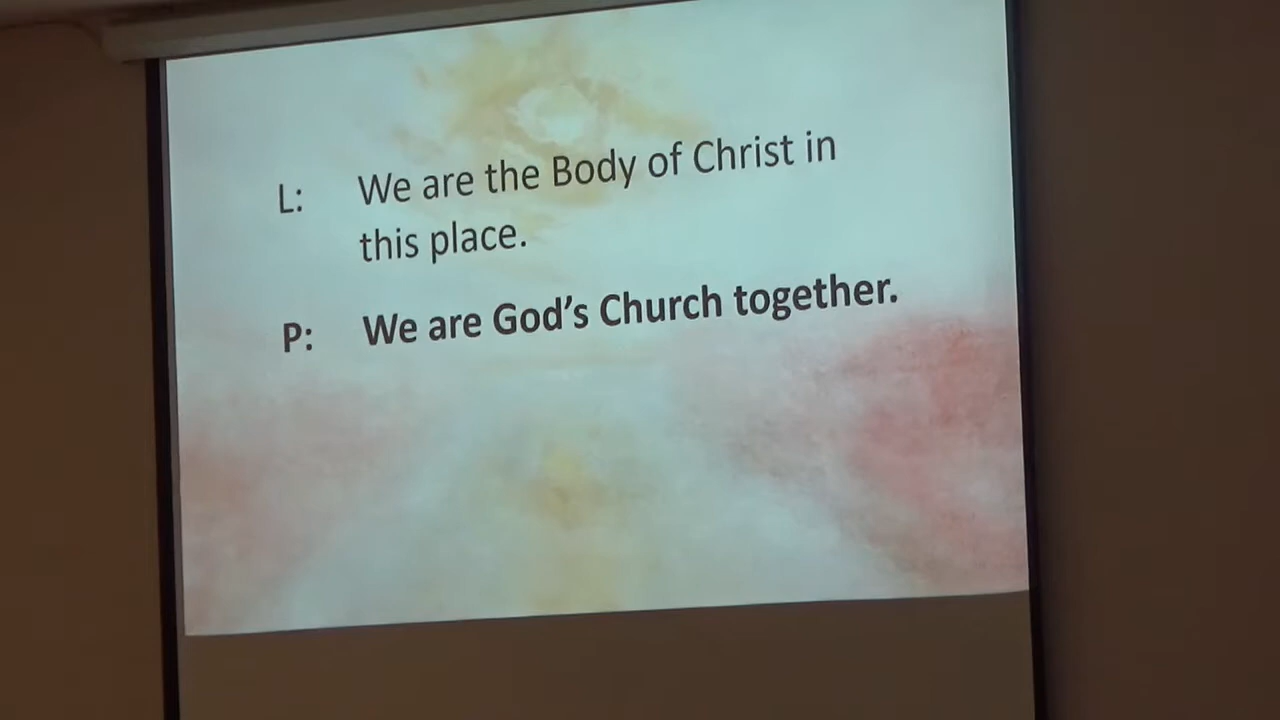 L: We are the Body of Christ in
this place.
P: We are God's Church together.